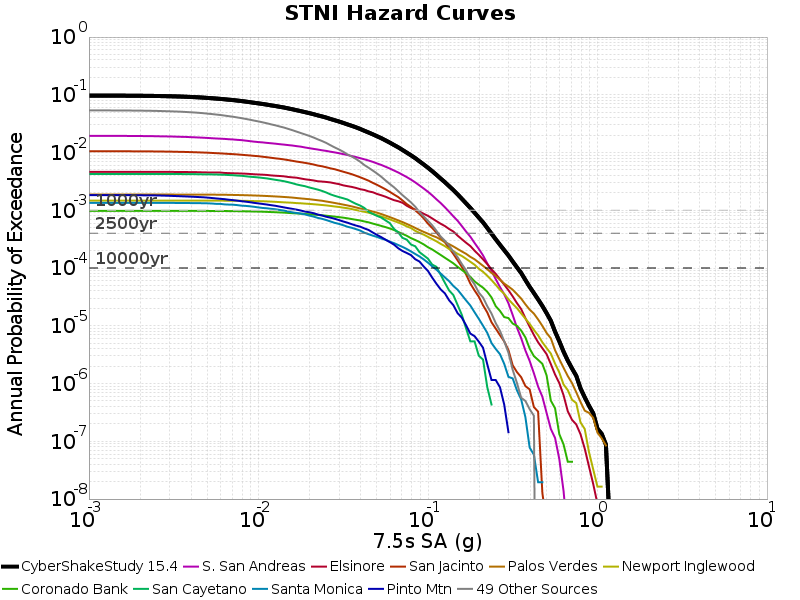 STNI Hazard Curves
Annual Probability of Exceedance
10^0
10^-1
10^-2
10^-3
10^-4
10^-5
10^-6
10^-7
10^-8
1000yr
2500yr
10000yr
10^-3 10^-2 10^-1 10^0 10^1
7.5s SA (g)
CyberShakeStudy 15.4 S. San Andreas Elsinore San Jacinto Palos Verdes Newport Inglewood
Coronado Bank San Cayetano Santa Monica Pinto Mtn 49 Other Sources